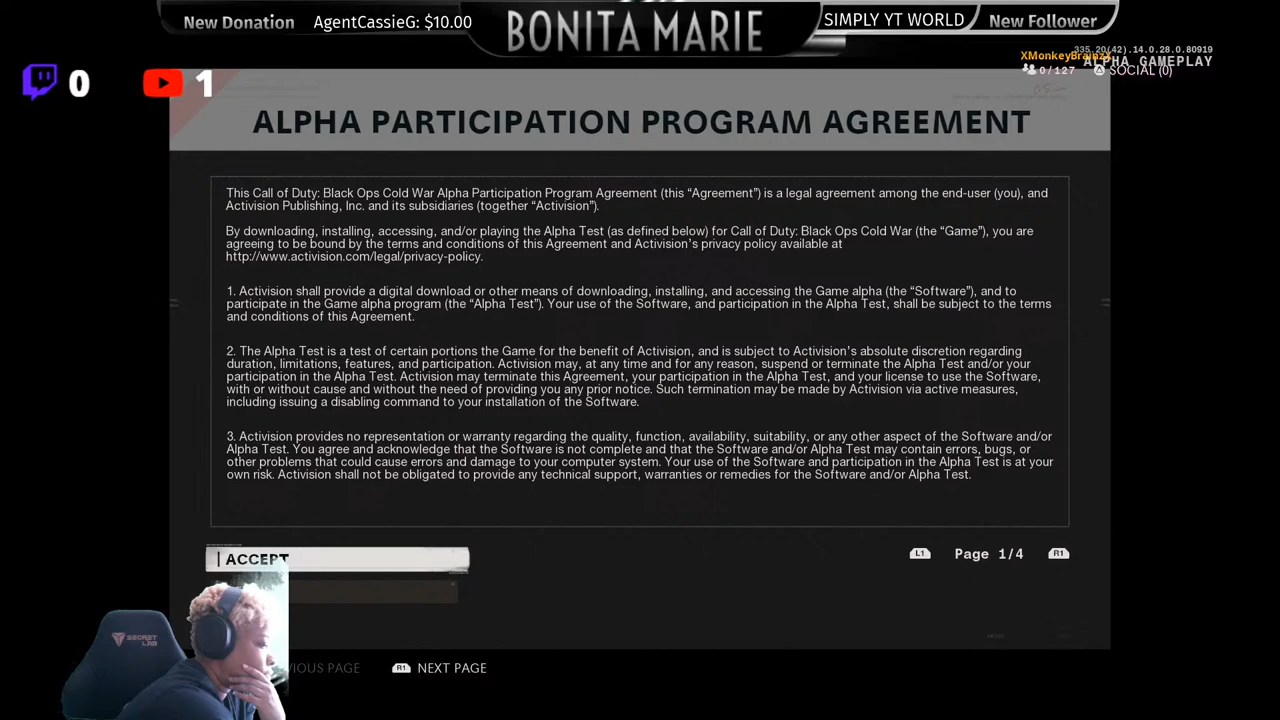 New Donation
AgentCassieG: $10.00
BONITA MARIE
SIMPLY YT WORLD
New Follower
335.20(42).14.0.28.0.80919
XMonkeyBrainzX
ALPHA GAMEPLAY
0/127
SOCIAL (0)
0
1
ALPHA PARTICIPATION PROGRAM AGREEMENT
This Call of Duty: Black Ops Cold War Alpha Participation Program Agreement (this “Agreement”) is a legal agreement among the end-user (you), and
Activision Publishing, Inc. and its subsidiaries (together “Activision”).
By downloading, installing, accessing, and/or playing the Alpha Test (as defined below) for Call of Duty: Black Ops Cold War (the “Game”), you are
agreeing to be bound by the terms and conditions of this Agreement and Activision's privacy policy available at
http://www.activision.com/legal/privacy-policy.
1. Activision shall provide a digital download or other means of downloading, installing, and accessing the Game alpha (the “Software”), and to
participate in the Game alpha program (the “Alpha Test”). Your use of the Software, and participation in the Alpha Test, shall be subject to the terms
and conditions of this Agreement.
2. The Alpha Test is a test of certain portions the Game for the benefit of Activision, and is subject to Activision's absolute discretion regarding
duration, limitations, features, and participation. Activision may, at any time and for any reason, suspend or terminate the Alpha Test and/or your
participation in the Alpha Test. Activision may terminate this Agreement, your participation in the Alpha Test, and your license to use the Software,
with or without cause and without the need of providing you any prior notice. Such termination may be made by Activision via active measures,
including issuing a disabling command to your installation of the Software.
3. Activision provides no representation or warranty regarding the quality, function, availability, suitability, or any other aspect of the Software and/or
Alpha Test. You agree and acknowledge that the Software is not complete and that the Software and/or Alpha Test may contain errors, bugs, or
other problems that could cause errors and damage to your computer system. Your use of the Software and participation in the Alpha Test is at your
own risk. Activision shall not be obligated to provide any technical support, warranties or remedies for the Software and/or Alpha Test.
ACCEPT
L1
Page 1/4
R1
SECRET
LAB
VIOUS PAGE
R1
NEXT PAGE